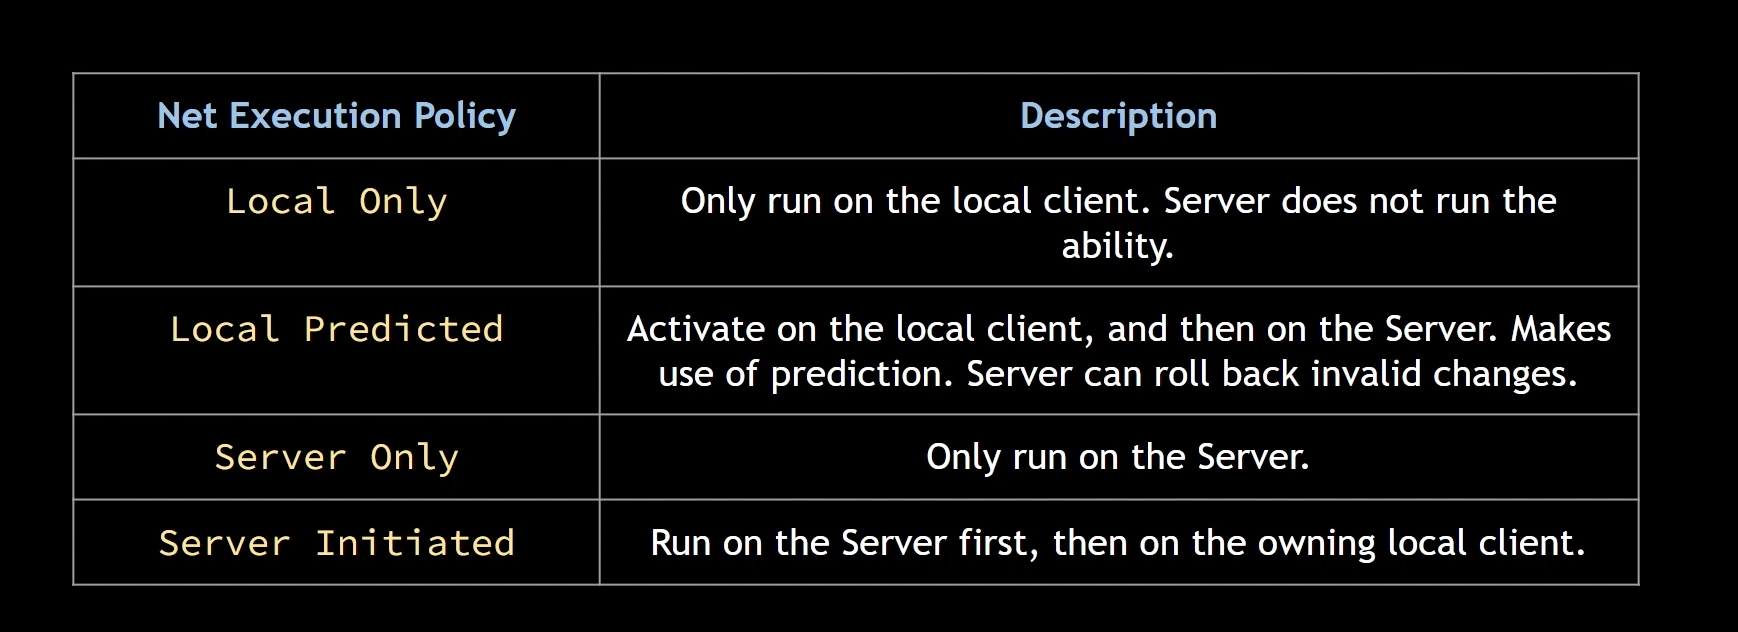 Net Execution Policy
Description
Local Only
Only run on the local client. Server does not run the
ability.
Local Predicted
Activate on the local client, and then on the Server. Makes
use of prediction. Server can roll back invalid changes.
Server Only
Only run on the Server.
Server Initiated
Run on the Server first, then on the owning local client.